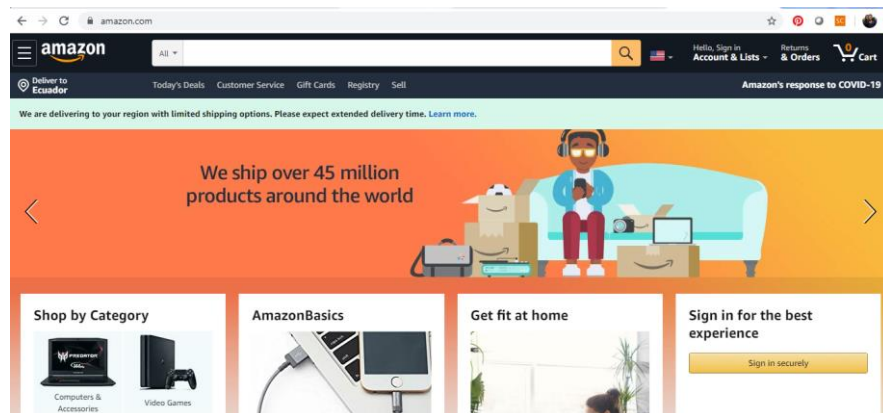 amazon.com
amazon
All
Hello, Sign in
Account & Lists
Returns
& Orders
0
Cart
Deliver to
Ecuador
Today's Deals Customer Service Gift Cards Registry Sell
Amazon's response to COVID-19
We are delivering to your region with limited shipping options. Please expect extended delivery time. Learn more.
We ship over 45 million
products around the world
Shop by Category
AmazonBasics
Get fit at home
Sign in for the best
experience
PREDATOR
Sign in securely
Computers &
Accessories
Video Games